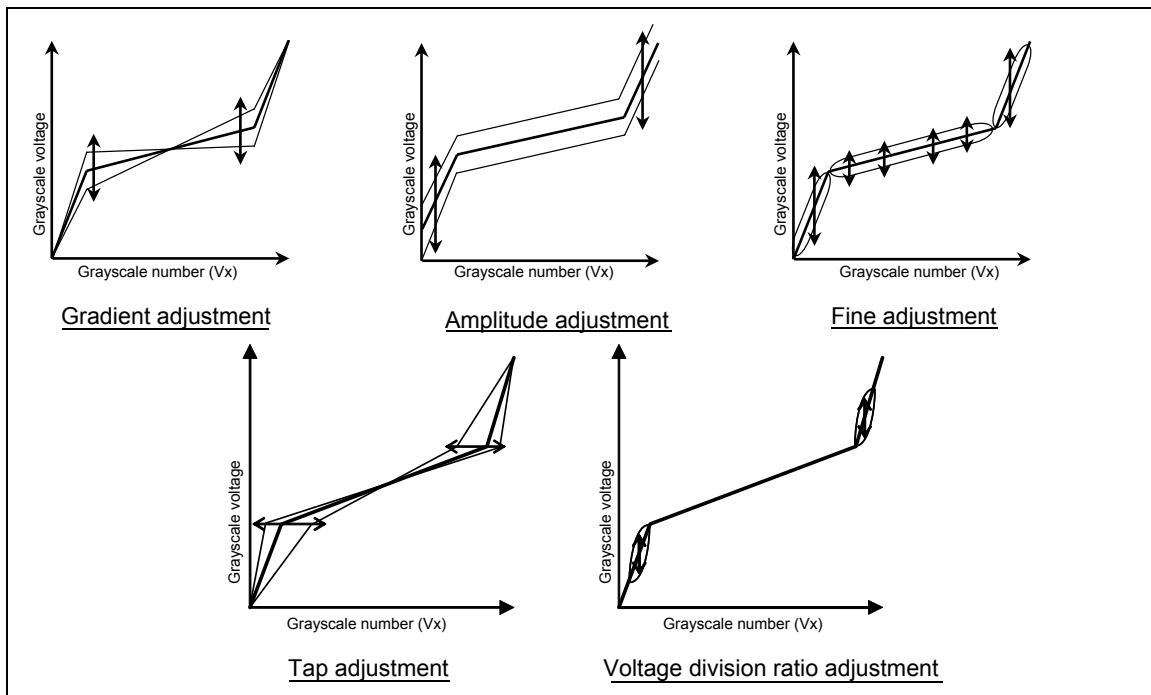 Grayscale voltage
Grayscale number (Vx)
Gradient adjustment
Grayscale voltage
Grayscale number (Vx)
Amplitude adjustment
Grayscale voltage
Grayscale number (Vx)
Fine adjustment
Grayscale voltage
Grayscale number (Vx)
Tap adjustment
Grayscale voltage
Grayscale number (Vx)
Voltage division ratio adjustment